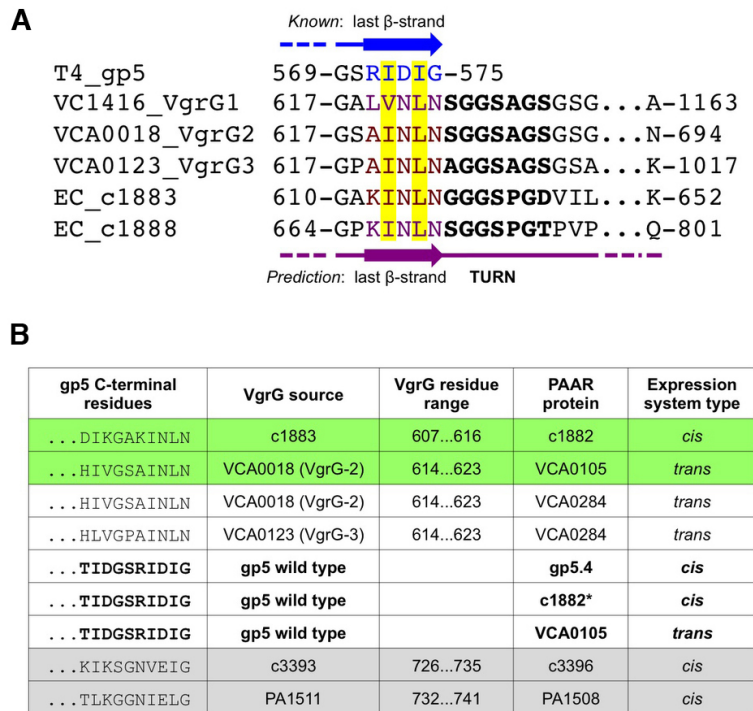 A
Known: last β-strand
T4_gp5 569-GSRIDIG-575
VC1416_VgrG1 617-GALVNLNSGGSAGSGSG...A-1163
VCA0018_VgrG2 617-GSAINLNSGGSAGSGSG...N-694
VCA0123_VgrG3 617-GPAINLNAGGSAGSGSA...K-1017
EC_c1883 610-GAKINLNGGGSPGDVIL...K-652
EC_c1888 664-GPKINLNSGGSPGTPVP...Q-801
Prediction: last β-strand TURN
B
gp5 C-terminal residues VgrG source VgrG residue range PAAR protein Expression system type
...DIKGAKINLN c1883 607...616 c1882 cis
...HIVGSAINLN VCA0018 (VgrG-2) 614...623 VCA0105 trans
...HIVGSAINLN VCA0018 (VgrG-2) 614...623 VCA0284 trans
...HLVGPAINLN VCA0123 (VgrG-3) 614...623 VCA0284 trans
...TIDGSRIDIG gp5 wild type gp5.4 cis
...TIDGSRIDIG gp5 wild type c1882* cis
...TIDGSRIDIG gp5 wild type VCA0105 trans
...KIKSGNVEIG c3393 726...735 c3396 cis
...TLKGGNIELG PA1511 732...741 PA1508 cis